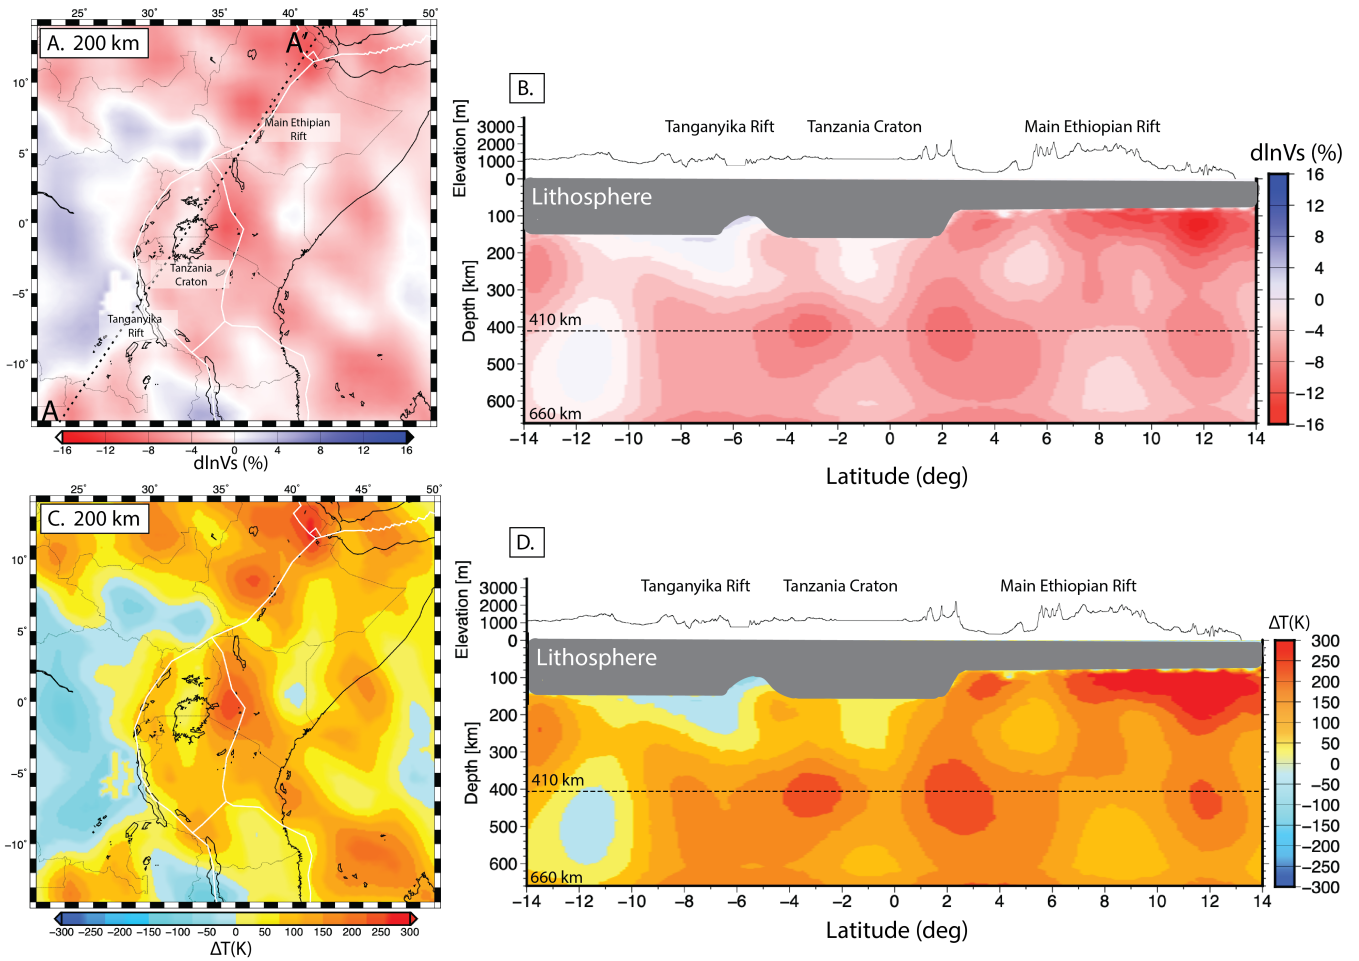 25° 30° 35° 40° 45° 50°
A. 200 km
A'
10°
5°
0°
−5°
−10°
Main Ethipian
Rift
Tanzania
Craton
Tanganyika
Rift
A
-16 -12 -8 -4 0 4 8 12 16
dlnVs (%)
B.
Elevation [m]
3000
2000
1000
0
Tanganyika Rift Tanzania Craton Main Ethiopian Rift
Lithosphere
Depth [km]
100
200
300
400
500
600
410 km
660 km
−14 −12 −10 −8 −6 −4 −2 0 2 4 6 8 10 12 14
Latitude (deg)
dlnVs (%)
16
12
8
4
0
−4
−8
−12
−16
25° 30° 35° 40° 45° 50°
C. 200 km
10°
5°
0°
−5°
−10°
-300 -250 -200 -150 -100 -50 0 50 100 150 200 250 300
ΔT(K)
D.
Elevation [m]
3000
2000
1000
0
Tanganyika Rift Tanzania Craton Main Ethiopian Rift
Lithosphere
Depth [km]
100
200
300
400
500
600
410 km
660 km
−14 −12 −10 −8 −6 −4 −2 0 2 4 6 8 10 12 14
Latitude (deg)
ΔT(K)
300
250
200
150
100
50
0
−50
−100
−150
−200
−250
−300